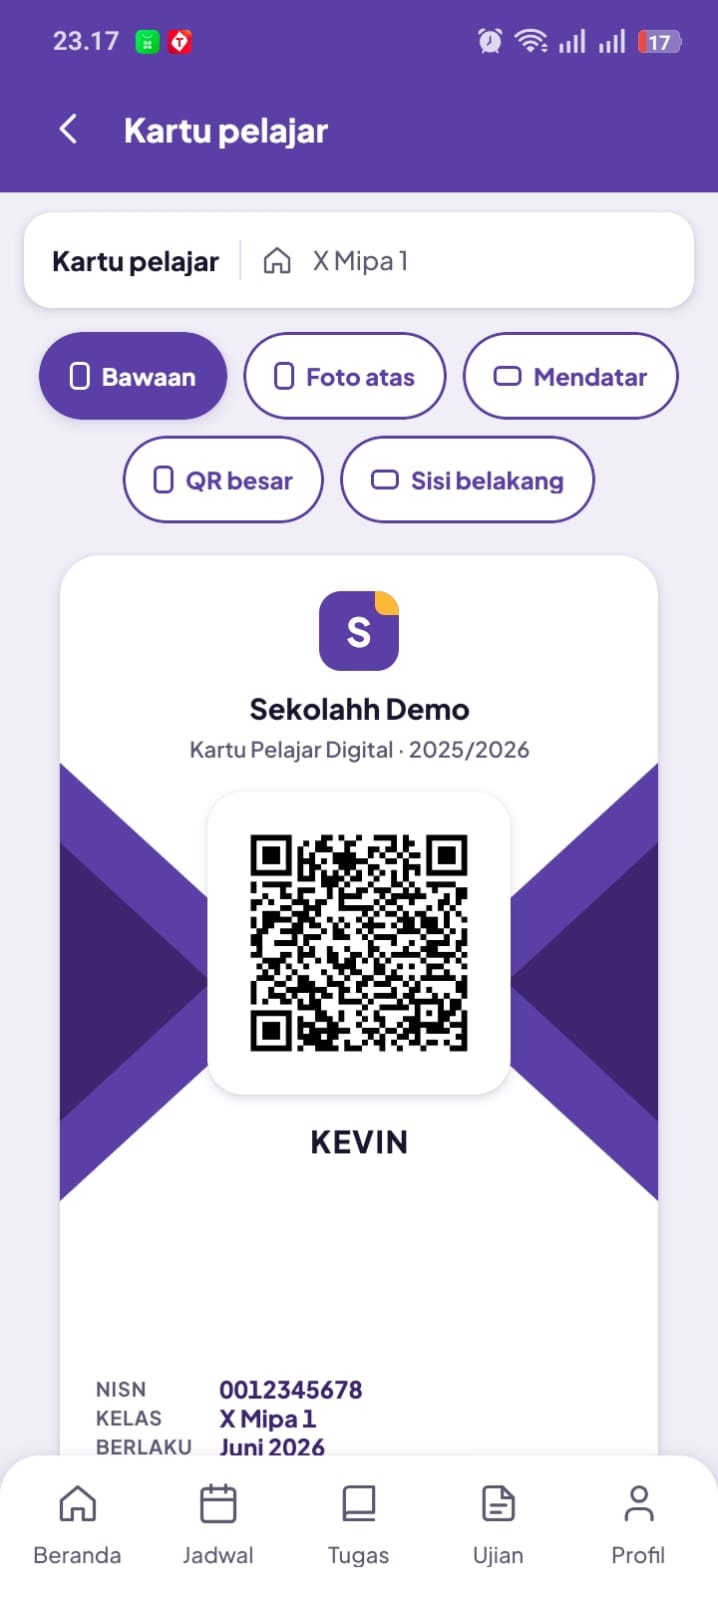 23.17
17
Kartu pelajar
Kartu pelajar X Mipa 1
Bawaan Foto atas Mendatar
QR besar Sisi belakang
S
Sekolahh Demo
Kartu Pelajar Digital · 2025/2026
KEVIN
NISN 0012345678
KELAS X Mipa 1
BERLAKU Juni 2026
Beranda Jadwal Tugas Ujian Profil